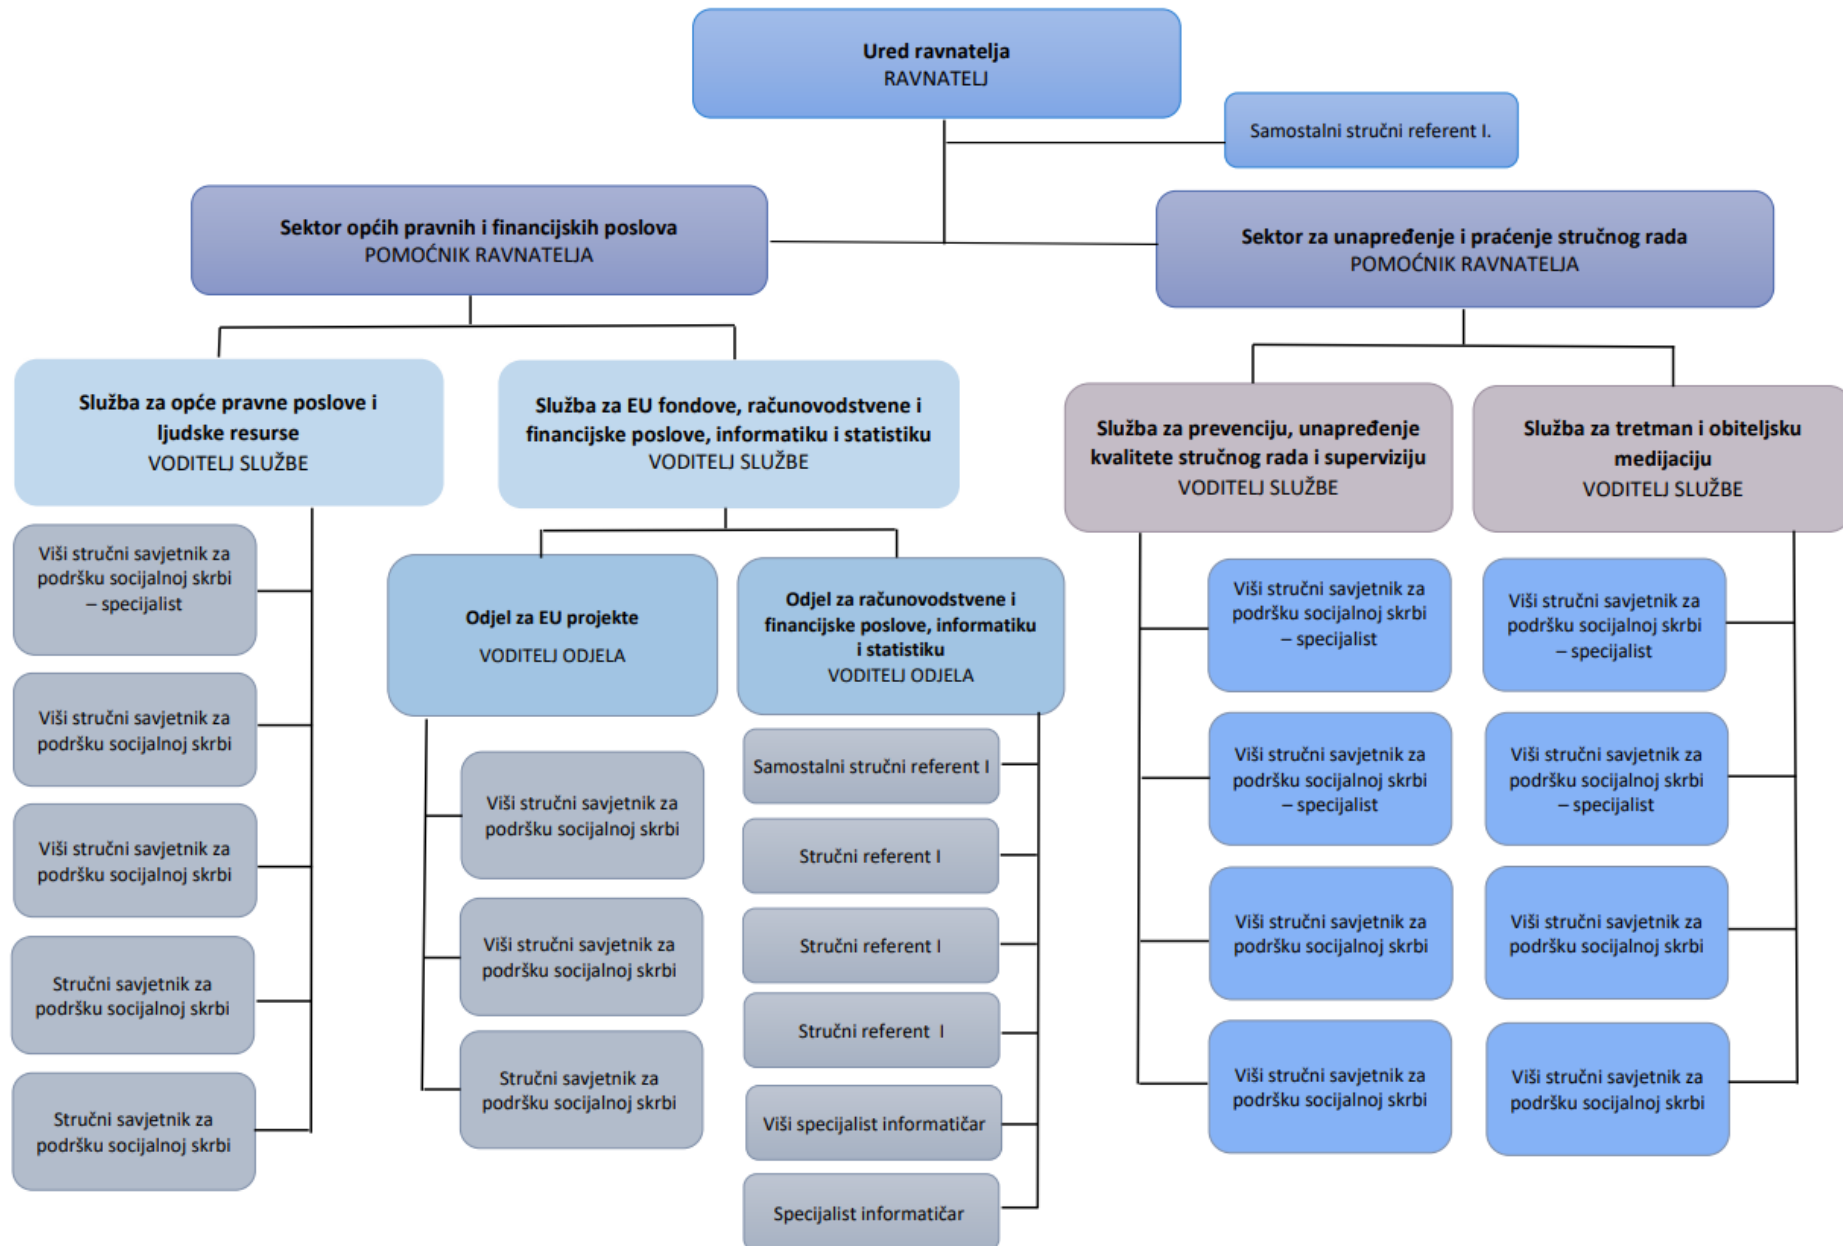 Ured ravnatelja
RAVNATELJ
Samostalni stručni referent I.
Sektor općih pravnih i financijskih poslova
POMOĆNIK RAVNATELJA
Sektor za unapređenje i praćenje stručnog rada
POMOĆNIK RAVNATELJA
Služba za opće pravne poslove i
ljudske resurse
VODITELJ SLUŽBE
Služba za EU fondove, računovodstvene i
financijske poslove, informatiku i statistiku
VODITELJ SLUŽBE
Služba za prevenciju, unapređenje
kvalitete stručnog rada i superviziju
VODITELJ SLUŽBE
Služba za tretman i obiteljsku
medijaciju
VODITELJ SLUŽBE
Viši stručni savjetnik za
podršku socijalnoj skrbi
– specijalist
Viši stručni savjetnik za
podršku socijalnoj skrbi
Viši stručni savjetnik za
podršku socijalnoj skrbi
Stručni savjetnik za
podršku socijalnoj skrbi
Stručni savjetnik za
podršku socijalnoj skrbi
Odjel za EU projekte
VODITELJ ODJELA
Viši stručni savjetnik za
podršku socijalnoj skrbi
Viši stručni savjetnik za
podršku socijalnoj skrbi
Stručni savjetnik za
podršku socijalnoj skrbi
Odjel za računovodstvene i
financijske poslove, informatiku
i statistiku
VODITELJ ODJELA
Samostalni stručni referent I
Stručni referent I
Stručni referent I
Stručni referent I
Viši specijalist informatičar
Specijalist informatičar
Viši stručni savjetnik za
podršku socijalnoj skrbi
– specijalist
Viši stručni savjetnik za
podršku socijalnoj skrbi
– specijalist
Viši stručni savjetnik za
podršku socijalnoj skrbi
Viši stručni savjetnik za
podršku socijalnoj skrbi
Viši stručni savjetnik za
podršku socijalnoj skrbi
– specijalist
Viši stručni savjetnik za
podršku socijalnoj skrbi
– specijalist
Viši stručni savjetnik za
podršku socijalnoj skrbi
Viši stručni savjetnik za
podršku socijalnoj skrbi